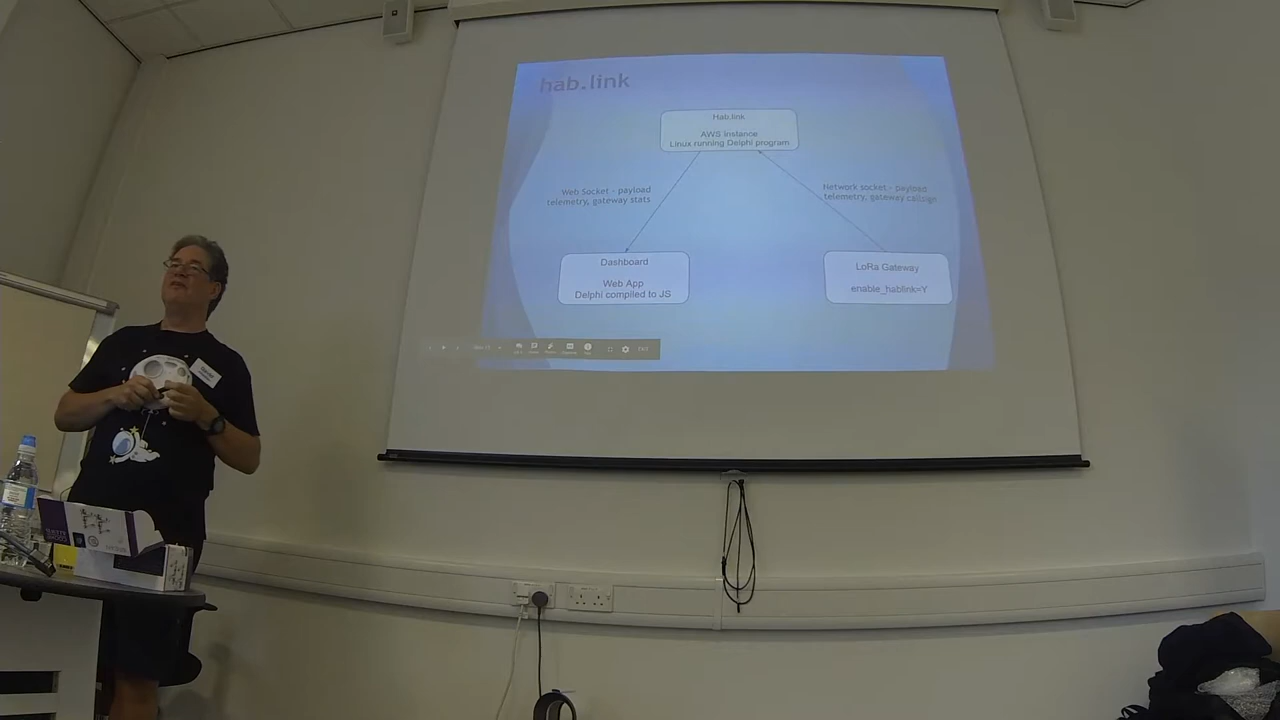 hab.link
Hab.link
AWS instance
Linux running Delphi program
Web Socket - payload
telemetry, gateway stats
Network socket - payload
telemetry, gateway callsign
Dashboard
Web App
Delphi compiled to JS
LoRa Gateway
enable_hablink=Y